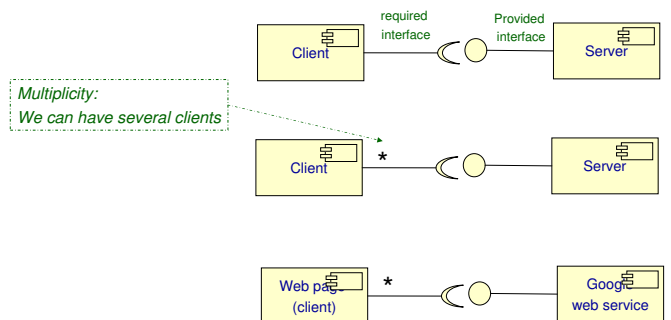 required
interface
Provided
interface
Client
Server
Multiplicity:
We can have several clients
*
Client
Server
*
Web page
(client)
Google
web service